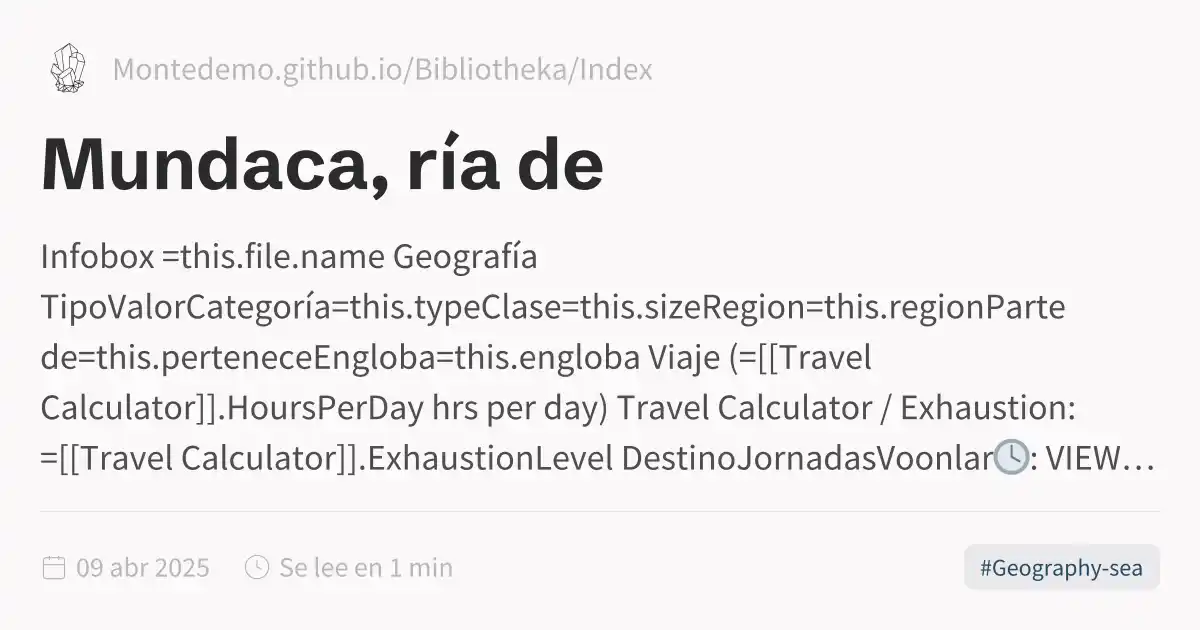 Montedemo.github.io/Bibliotheka/Index
Mundaca, ría de
Infobox =this.file.name Geografía
TipoValorCategoría=this.typeClase=this.sizeRegion=this.regionParte
de=this.perteneceEngloba=this.engloba Viaje (=[[Travel
Calculator]].HoursPerDay hrs per day) Travel Calculator / Exhaustion:
=[[Travel Calculator]].ExhaustionLevel DestinoJornadasVoonlar🕓: VIEW…
09 abr 2025
Se lee en 1 min
#Geography-sea